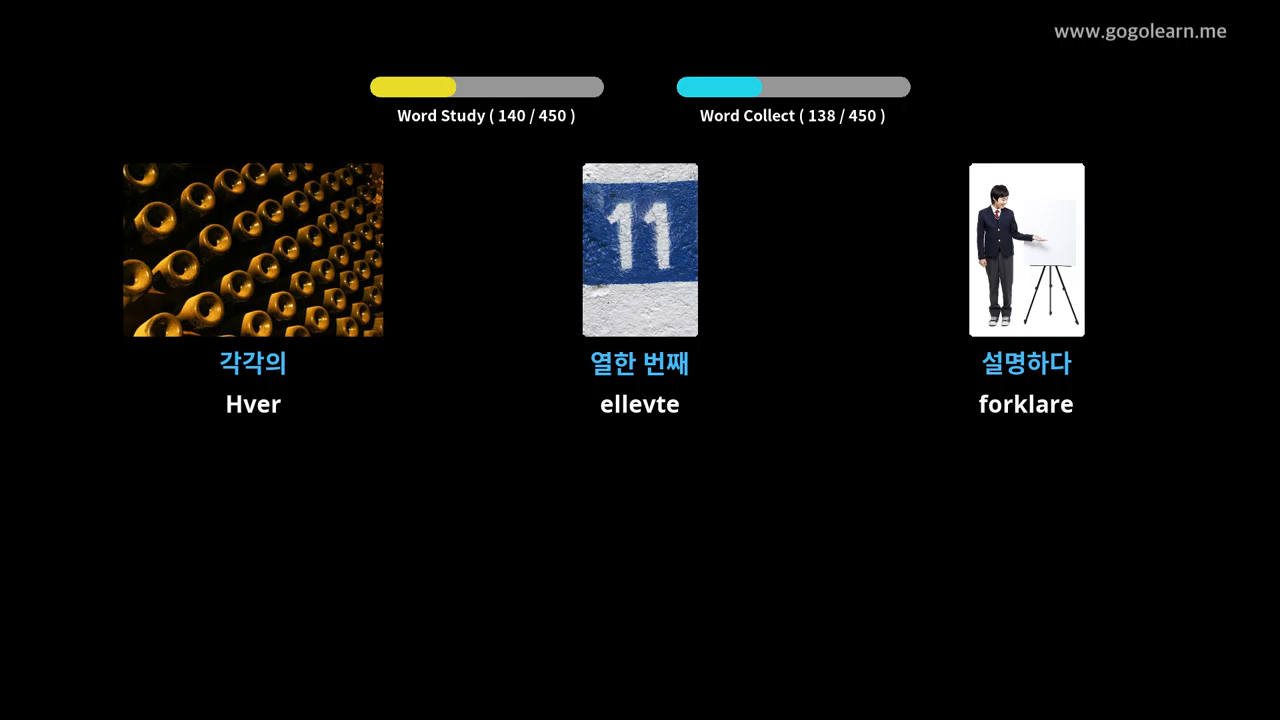 www.gogolearn.me
Word Study ( 140 / 450 )
Word Collect ( 138 / 450 )
11
각각의
열한 번째
설명하다
Hver
ellevte
forklare